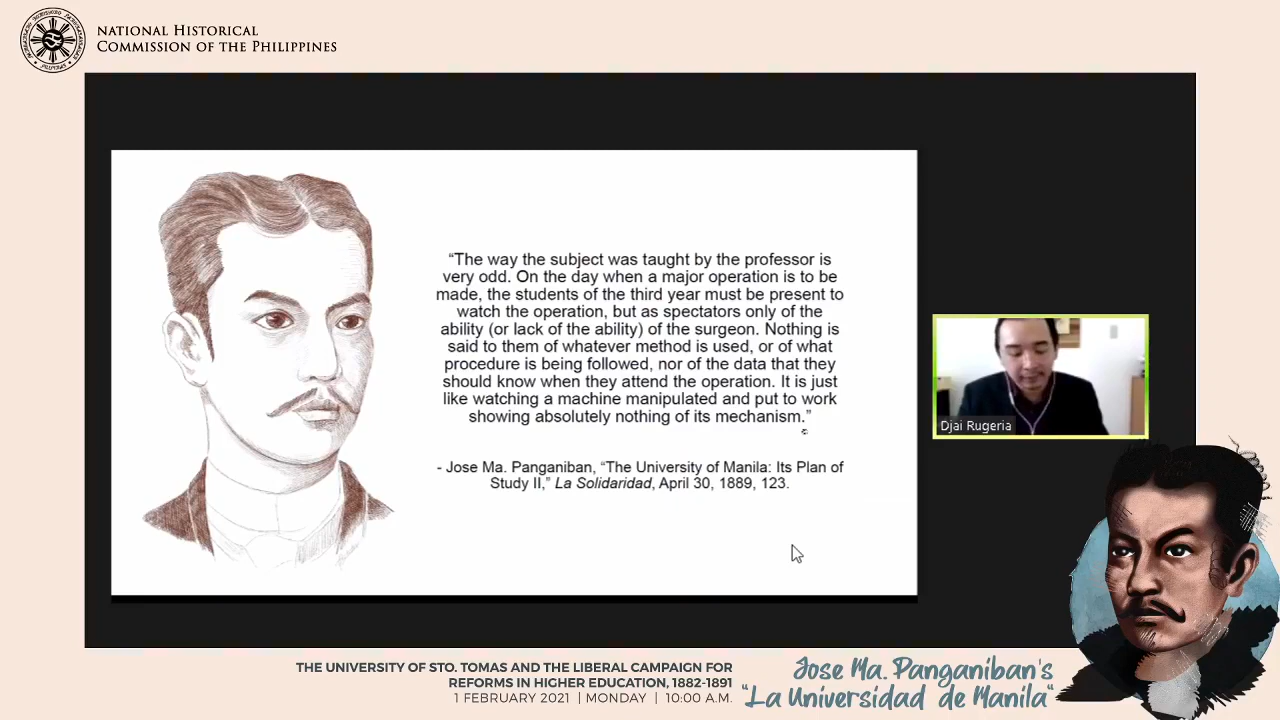 NATIONAL HISTORICAL
COMMISSION OF THE PHILIPPINES
“The way the subject was taught by the professor is
very odd. On the day when a major operation is to be
made, the students of the third year must be present to
watch the operation, but as spectators only of the
ability (or lack of the ability) of the surgeon. Nothing is
said to them of whatever method is used, or of what
procedure is being followed, nor of the data that they
should know when they attend the operation. It is just
like watching a machine manipulated and put to work
showing absolutely nothing of its mechanism.”
- Jose Ma. Panganiban, “The University of Manila: Its Plan of
Study II,” La Solidaridad, April 30, 1889, 123.
Djai Rugeria
THE UNIVERSITY OF STO. TOMAS AND THE LIBERAL CAMPAIGN FOR
REFORMS IN HIGHER EDUCATION, 1882-1891
1 FEBRUARY 2021 | MONDAY | 10:00 A.M.
Jose Ma. Panganiban's
"La Universidad de Manila"